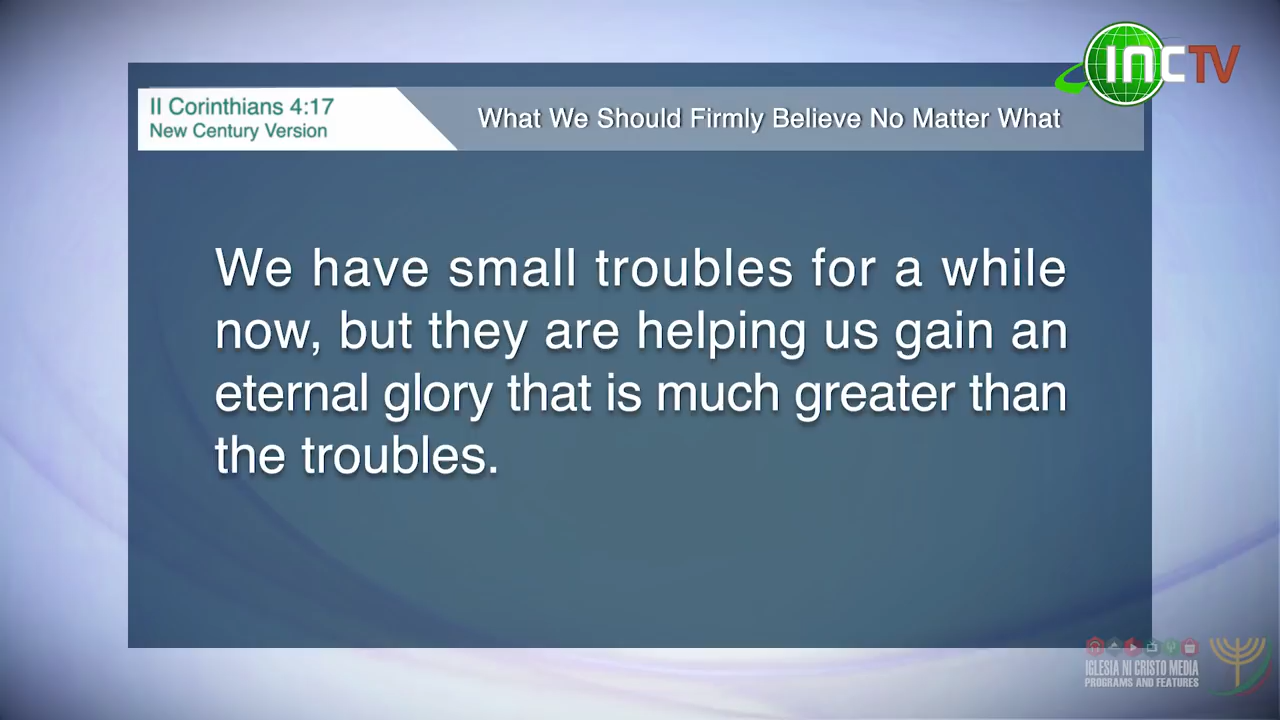 INCTV
II Corinthians 4:17
New Century Version
What We Should Firmly Believe No Matter What
We have small troubles for a while
now, but they are helping us gain an
eternal glory that is much greater than
the troubles.
IGLESIA NI CRISTO MEDIA
PROGRAMS AND FEATURES